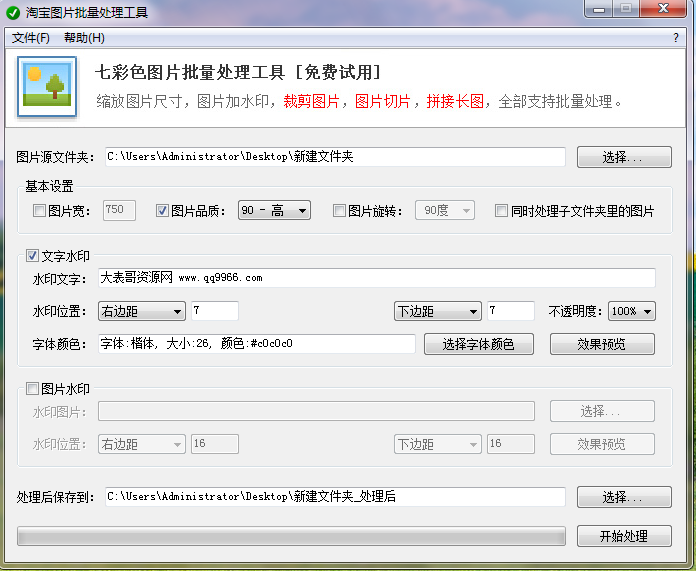 淘宝图片批量处理工具
文件(F) 帮助(H) ?
七彩色图片批量处理工具 [免费试用]
缩放图片尺寸，图片加水印，裁剪图片，图片切片，拼接长图，全部支持批量处理。
图片源文件夹： C:\Users\Administrator\Desktop\新建文件夹 选择...
基本设置
图片宽： 750 图片品质： 90 - 高 图片旋转： 90度 同时处理子文件夹里的图片
文字水印
水印文字： 大表哥资源网 www.qq9966.com
水印位置： 右边距 7 下边距 7 不透明度： 100%
字体颜色： 字体:楷体, 大小:26, 颜色:#c0c0c0 选择字体颜色 效果预览
图片水印
水印图片： 选择...
水印位置： 右边距 16 下边距 16 效果预览
处理后保存到： C:\Users\Administrator\Desktop\新建文件夹_处理后 选择...
开始处理